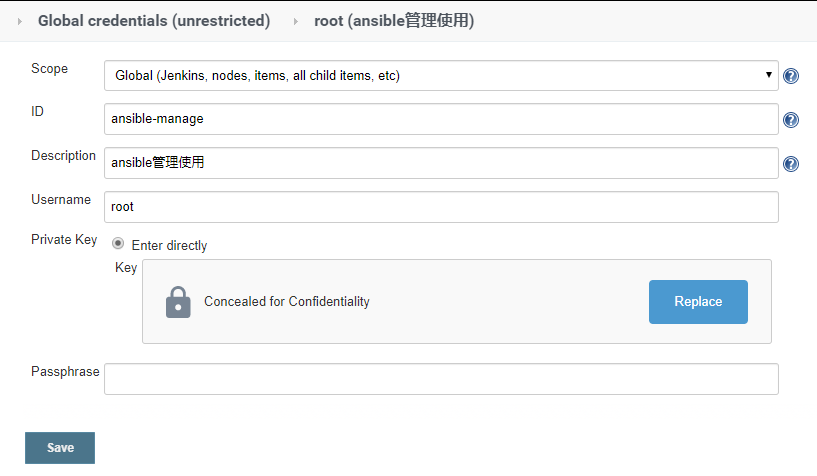 Global credentials (unrestricted) root (ansible管理使用)
Scope Global (Jenkins, nodes, items, all child items, etc)
ID ansible-manage
Description ansible管理使用
Username root
Private Key Enter directly
Key Concealed for Confidentiality Replace
Passphrase
Save